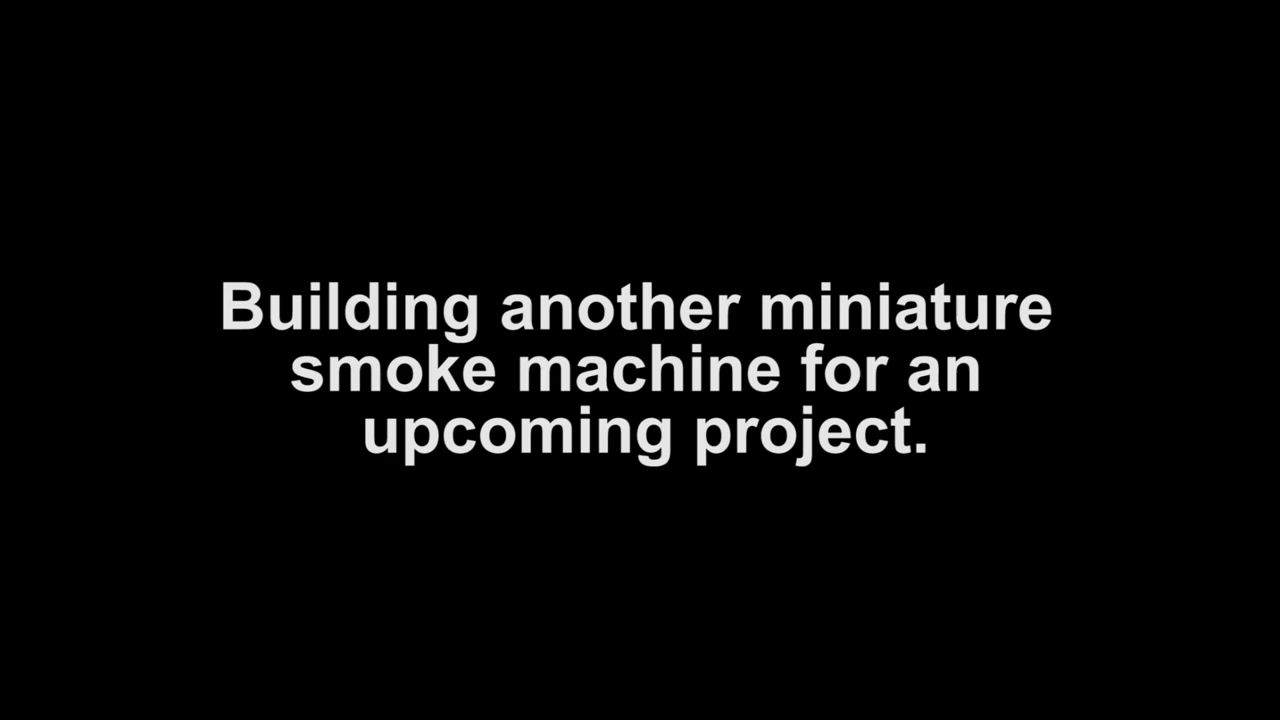 Building another miniature
smoke machine for an
upcoming project.